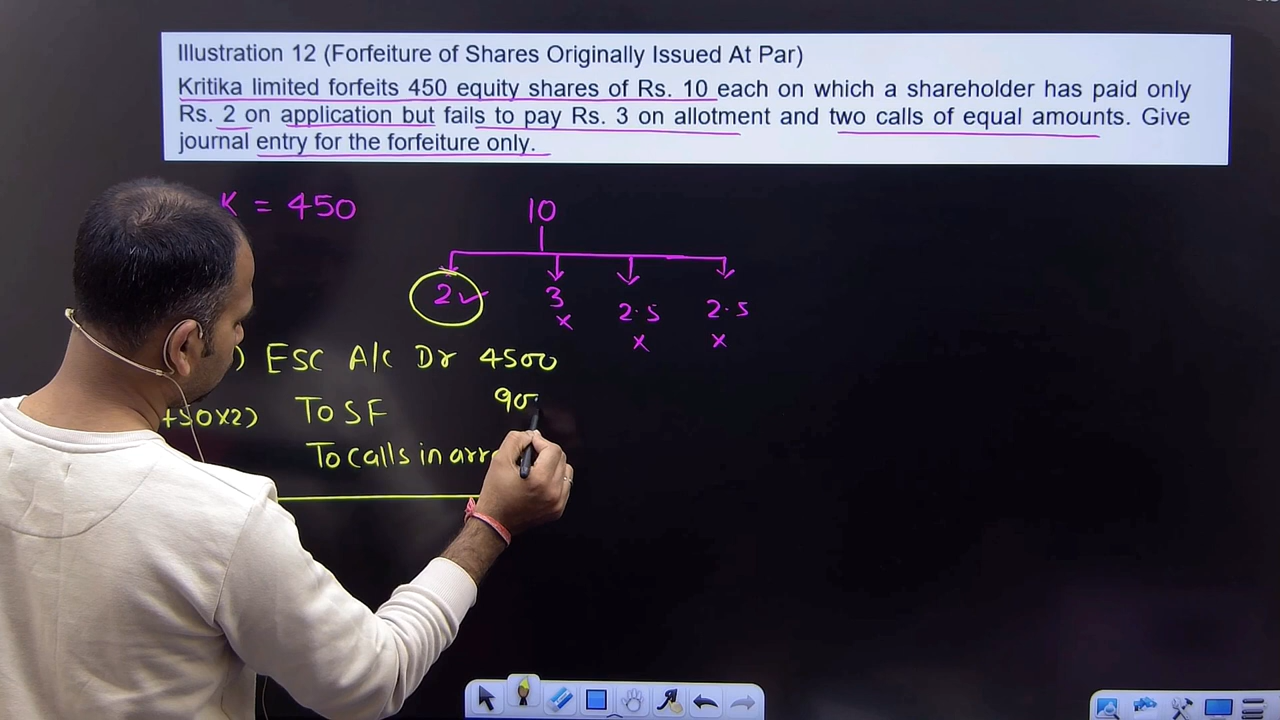 Illustration 12 (Forfeiture of Shares Originally Issued At Par)
Kritika limited forfeits 450 equity shares of Rs. 10 each on which a shareholder has paid only
Rs. 2 on application but fails to pay Rs. 3 on allotment and two calls of equal amounts. Give
journal entry for the forfeiture only.
K = 450 10
2 ✓ 3 2.5 2.5
x x x
) ESC A/c Dr 4500
50x2) To SF 90
To calls in arre